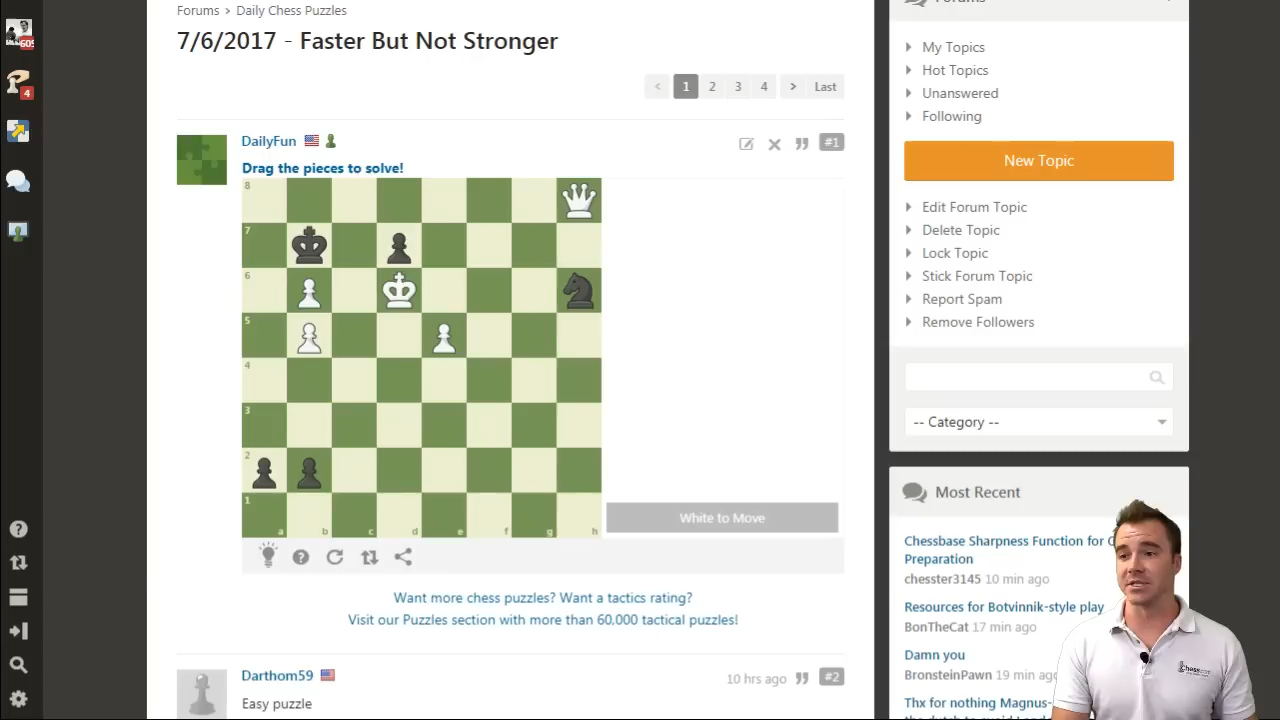 Forums > Daily Chess Puzzles
7/6/2017 - Faster But Not Stronger
< 1 2 3 4 > Last
DailyFun
#1
Drag the pieces to solve!
8
7
6
5
4
3
2
1
a b c d e f g h
White to Move
Want more chess puzzles? Want a tactics rating?
Visit our Puzzles section with more than 60,000 tactical puzzles!
Darthom59
10 hrs ago
#2
Easy puzzle
605
4
Forums
My Topics
Hot Topics
Unanswered
Following
New Topic
Edit Forum Topic
Delete Topic
Lock Topic
Stick Forum Topic
Report Spam
Remove Followers
-- Category --
Most Recent
Chessbase Sharpness Function for
Preparation
chesster3145 10 min ago
Resources for Botvinnik-style play
BonTheCat 17 min ago
Damn you
BronsteinPawn 19 min ago
Thx for nothing Magnus-